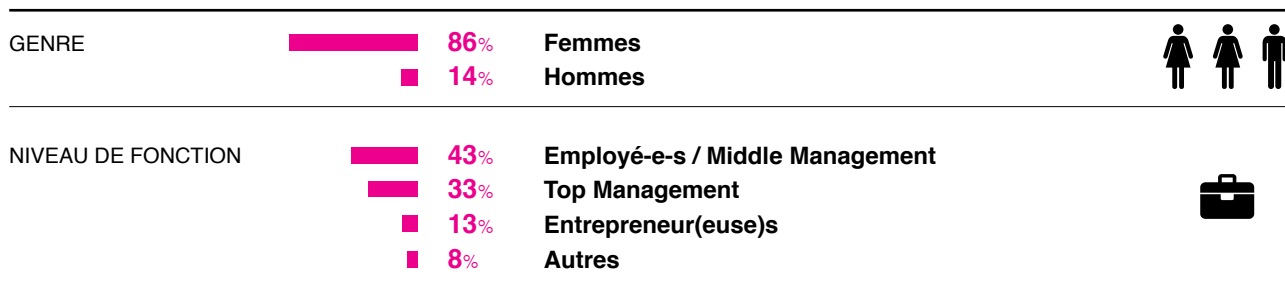 GENRE 86% Femmes
14% Hommes
NIVEAU DE FONCTION 43% Employé-e-s / Middle Management
33% Top Management
13% Entrepreneur(euse)s
8% Autres